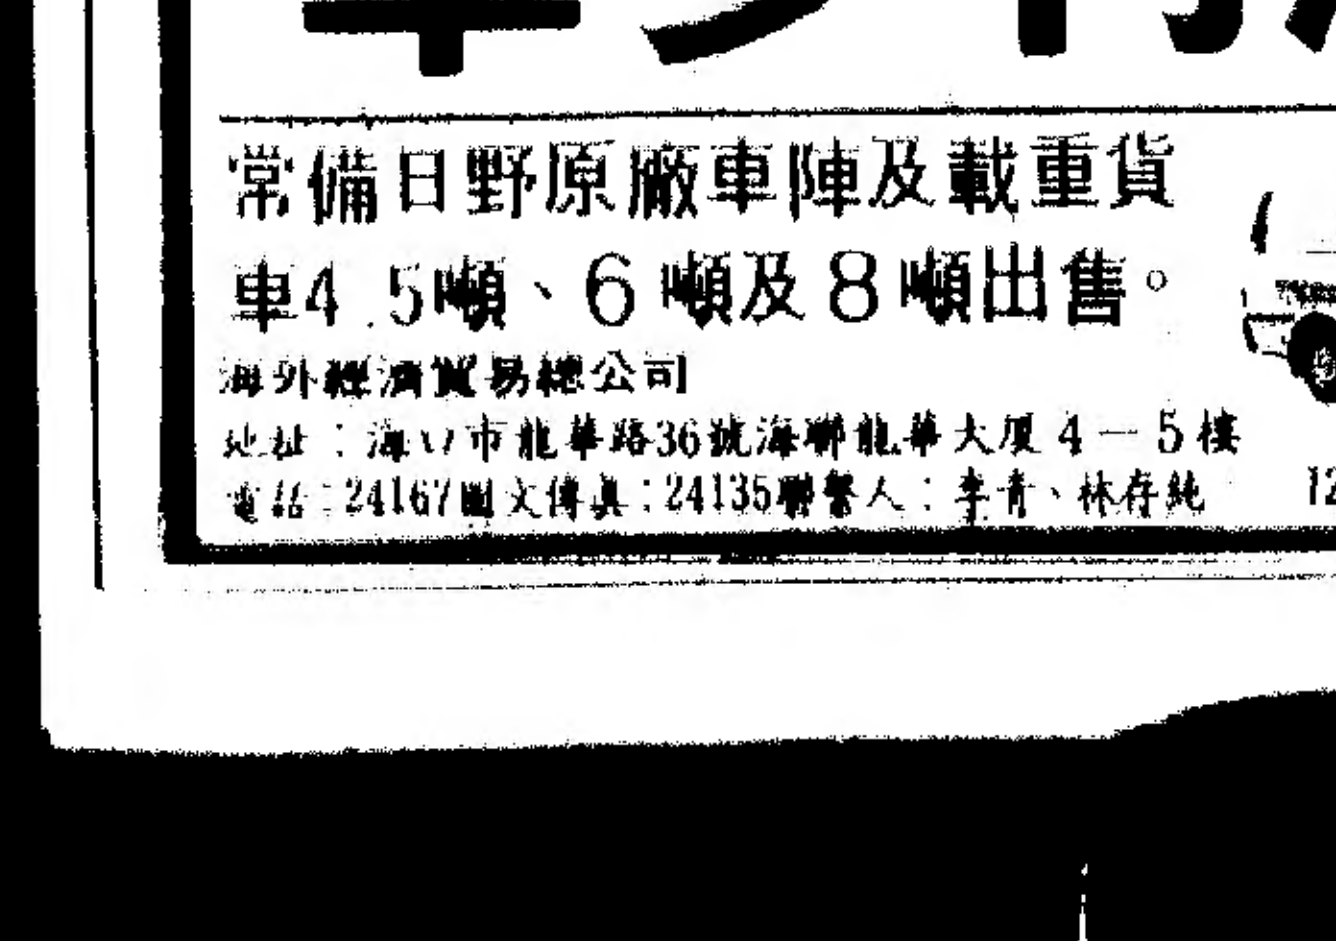 常備日野原廠車陣及載重貨
車4.5噸、6噸及8噸出售。
海外經濟貿易總公司
地址：海口市龍華路36號海聯龍華大厦4—5樓
電話：24167圖文傳真：24135聯繫人：李青、林存純
12